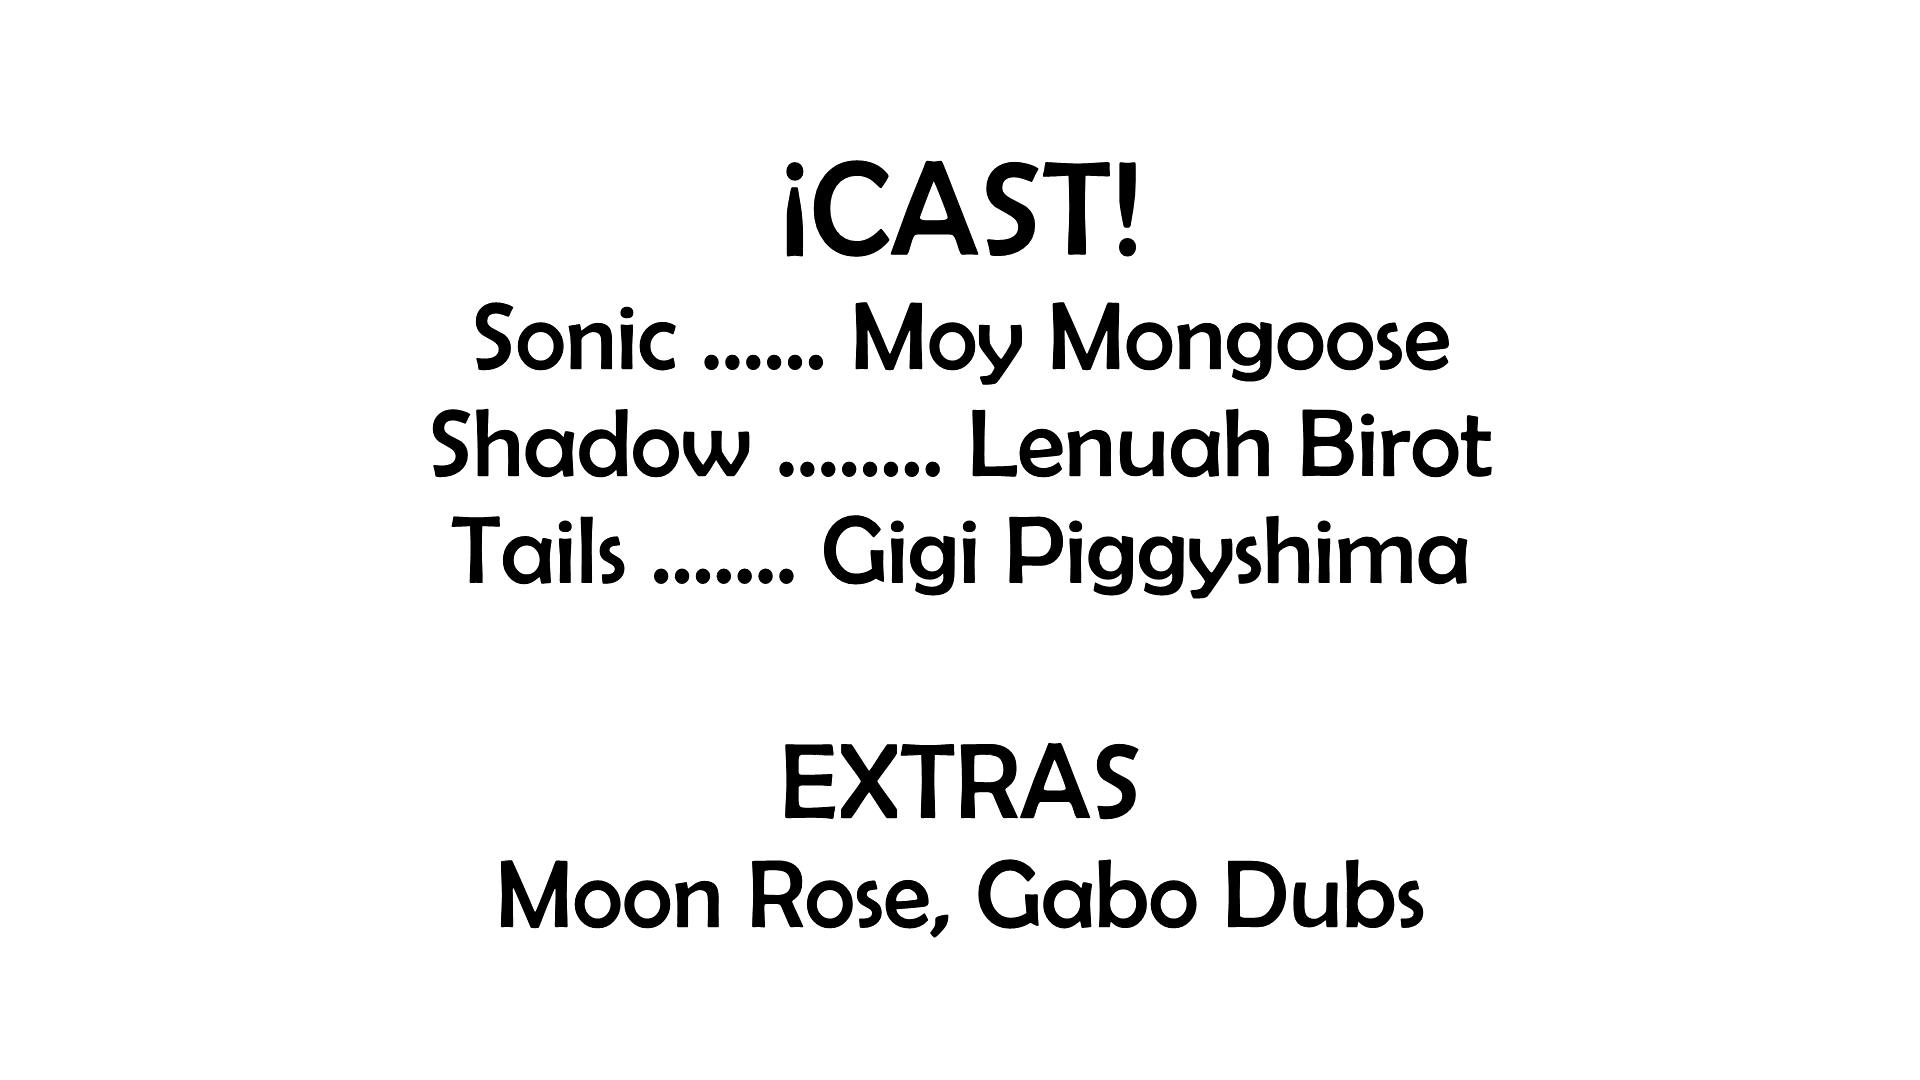 ¡CAST!
Sonic ...... Moy Mongoose
Shadow ........ Lenuah Birot
Tails ....... Gigi Piggyshima
EXTRAS
Moon Rose, Gabo Dubs